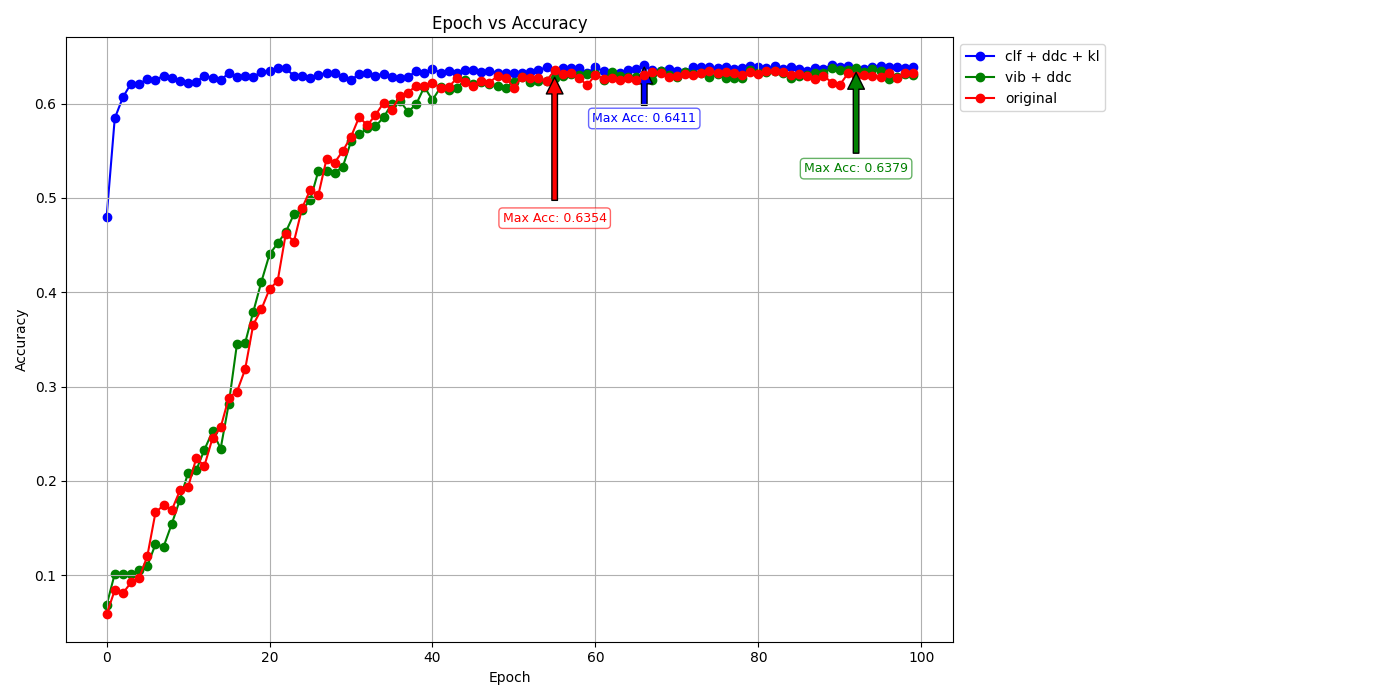 Epoch vs Accuracy
clf + ddc + kl
vib + ddc
original
Accuracy
0.6
0.5
0.4
0.3
0.2
0.1
Max Acc: 0.6411
Max Acc: 0.6379
Max Acc: 0.6354
0 20 40 60 80 100
Epoch